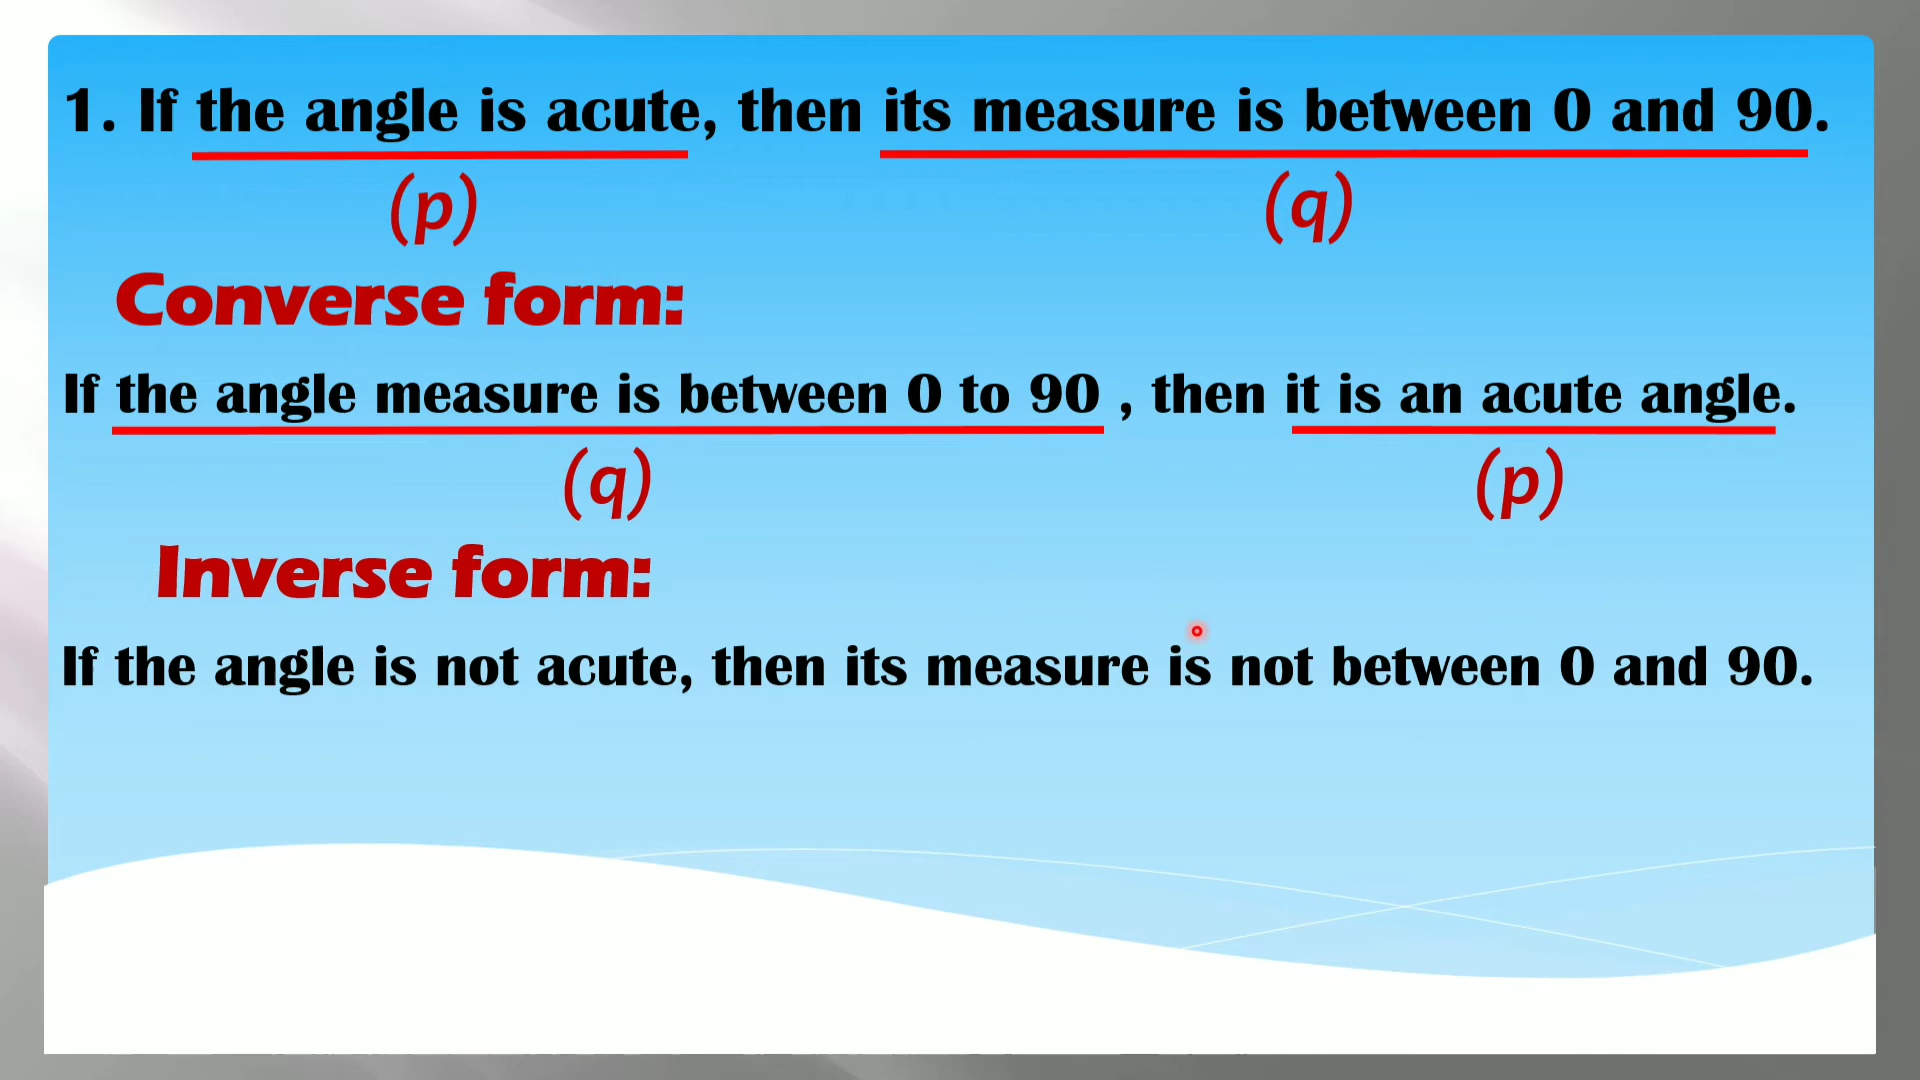 1. If the angle is acute, then its measure is between 0 and 90.
(p) (q)
Converse form:
If the angle measure is between 0 to 90 , then it is an acute angle.
(q) (p)
Inverse form:
If the angle is not acute, then its measure is not between 0 and 90.